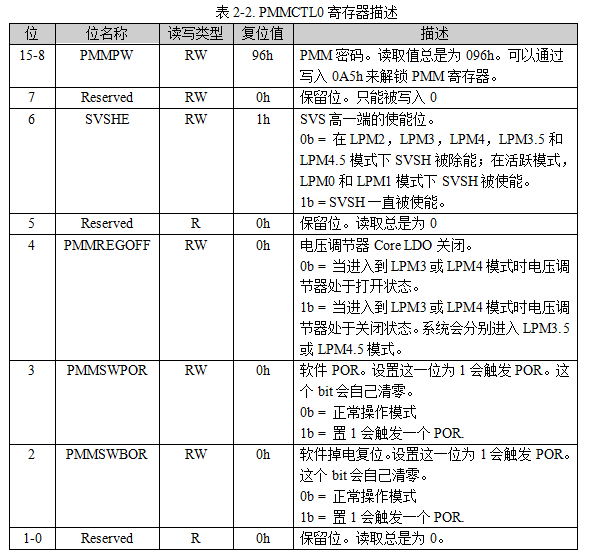 表 2-2. PMMCTL0 寄存器描述
位 位名称 读写类型 复位值 描述
15-8 PMMPW RW 96h PMM 密码。读取值总是为 096h。可以通过
写入 0A5h 来解锁 PMM 寄存器。
7 Reserved RW 0h 保留位。只能被写入 0
6 SVSHE RW 1h SVS 高一端的使能位。
0b = 在 LPM2，LPM3，LPM4，LPM3.5 和
LPM4.5 模式下 SVSH 被除能；在活跃模式，
LPM0 和 LPM1 模式下 SVSH 被使能。
1b = SVSH 一直被使能。
5 Reserved R 0h 保留位。读取总是为 0
4 PMMREGOFF RW 0h 电压调节器 Core LDO 关闭。
0b = 当进入到 LPM3 或 LPM4 模式时电压调
节器处于打开状态。
1b = 当进入到 LPM3 或 LPM4 模式时电压调
节器处于关闭状态。系统会分别进入 LPM3.5
或 LPM4.5 模式。
3 PMMSWPOR RW 0h 软件 POR。设置这一位为 1 会触发 POR。这
个 bit 会自己清零。
0b = 正常操作模式
1b = 置 1 会触发一个 POR.
2 PMMSWBOR RW 0h 软件掉电复位。设置这一位为 1 会触发 POR。
这个 bit 会自己清零。
0b = 正常操作模式
1b = 置 1 会触发一个 POR.
1-0 Reserved R 0h 保留位。读取总是为 0。